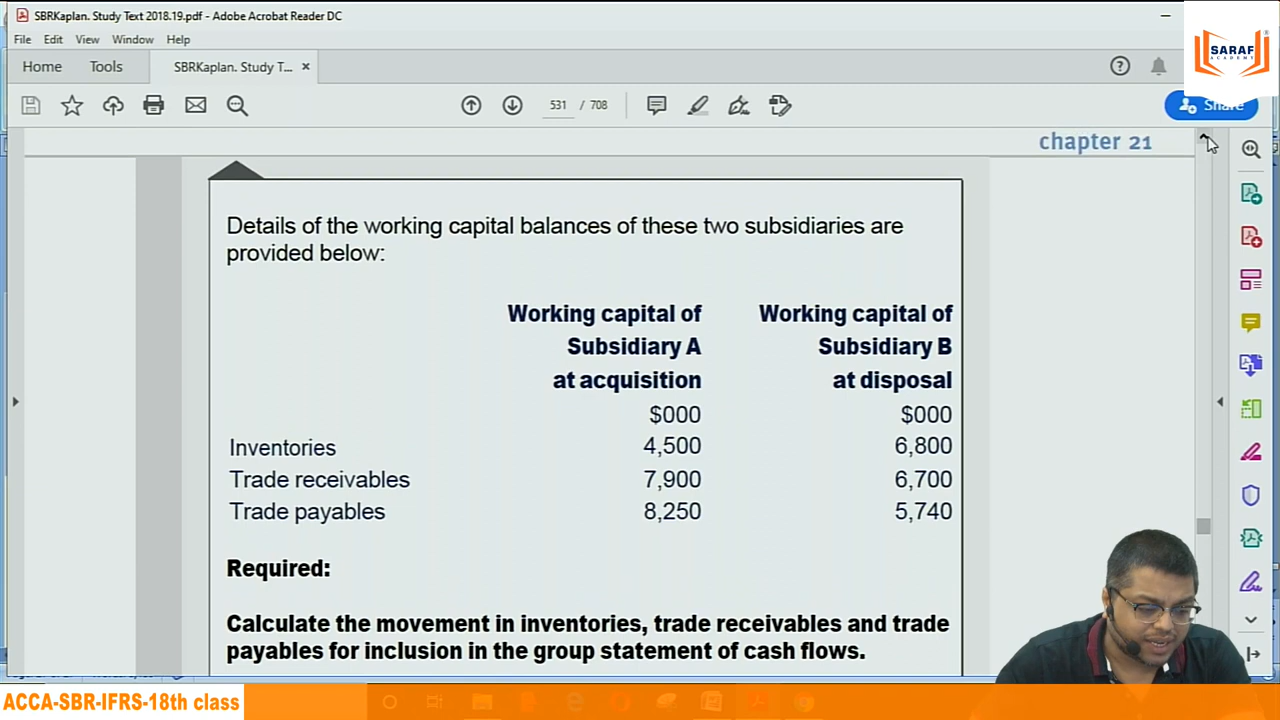 SBRKaplan. Study Text 2018.19.pdf - Adobe Acrobat Reader DC
File Edit View Window Help
SARAF
ACADEMY
Home Tools SBRKaplan. Study T... ×
531 / 708
Share
chapter 21
Details of the working capital balances of these two subsidiaries are
provided below:
Working capital of Working capital of
Subsidiary A Subsidiary B
at acquisition at disposal
$000 $000
Inventories 4,500 6,800
Trade receivables 7,900 6,700
Trade payables 8,250 5,740
Required:
Calculate the movement in inventories, trade receivables and trade
payables for inclusion in the group statement of cash flows.
ACCA-SBR-IFRS-18th class